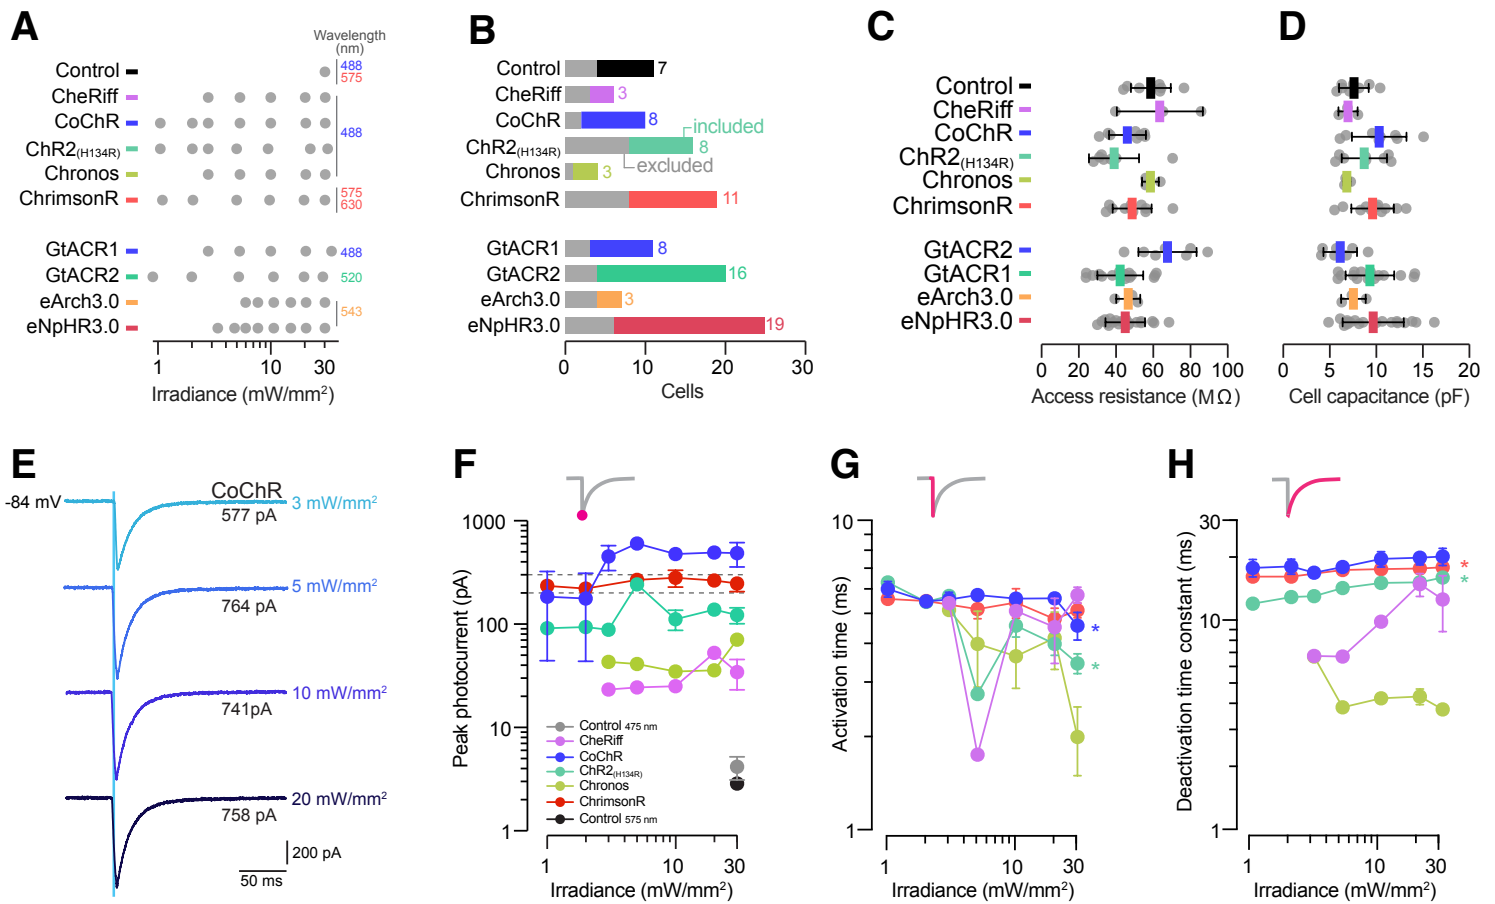 A
Wavelength
(nm)
Control
488
575
CheRiff
CoChR
488
ChR2(H134R)
Chronos
ChrimsonR
575
630
GtACR1
488
GtACR2
520
eArch3.0
543
eNpHR3.0
1 10 30
Irradiance (mW/mm²)
B
Control 7
CheRiff 3
CoChR 8
included
ChR2(H134R) 8
excluded
Chronos 3
ChrimsonR 11
GtACR1 8
GtACR2 16
eArch3.0 3
eNpHR3.0 19
0 10 20 30
Cells
C
Control
CheRiff
CoChR
ChR2(H134R)
Chronos
ChrimsonR
GtACR2
GtACR1
eArch3.0
eNpHR3.0
0 20 40 60 80 100
Access resistance (MΩ)
D
0 5 10 15 20
Cell capacitance (pF)
E
-84 mV
CoChR
577 pA
3 mW/mm²
5 mW/mm²
764 pA
10 mW/mm²
741pA
20 mW/mm²
758 pA
200 pA
50 ms
F
1000
100
10
1
Peak photocurrent (pA)
Control 475 nm
CheRiff
CoChR
ChR2(H134R)
Chronos
ChrimsonR
Control 575 nm
1 10 30
Irradiance (mW/mm²)
G
10
1
Activation time (ms)
*
*
1 10 30
Irradiance (mW/mm²)
H
30
10
1
Deactivation time constant (ms)
*
*
1 10 30
Irradiance (mW/mm²)